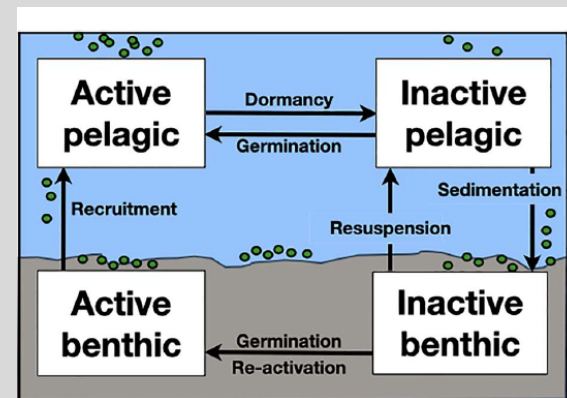 Active
pelagic
Dormancy
Germination
Inactive
pelagic
Recruitment
Resuspension
Sedimentation
Active
benthic
Germination
Re-activation
Inactive
benthic